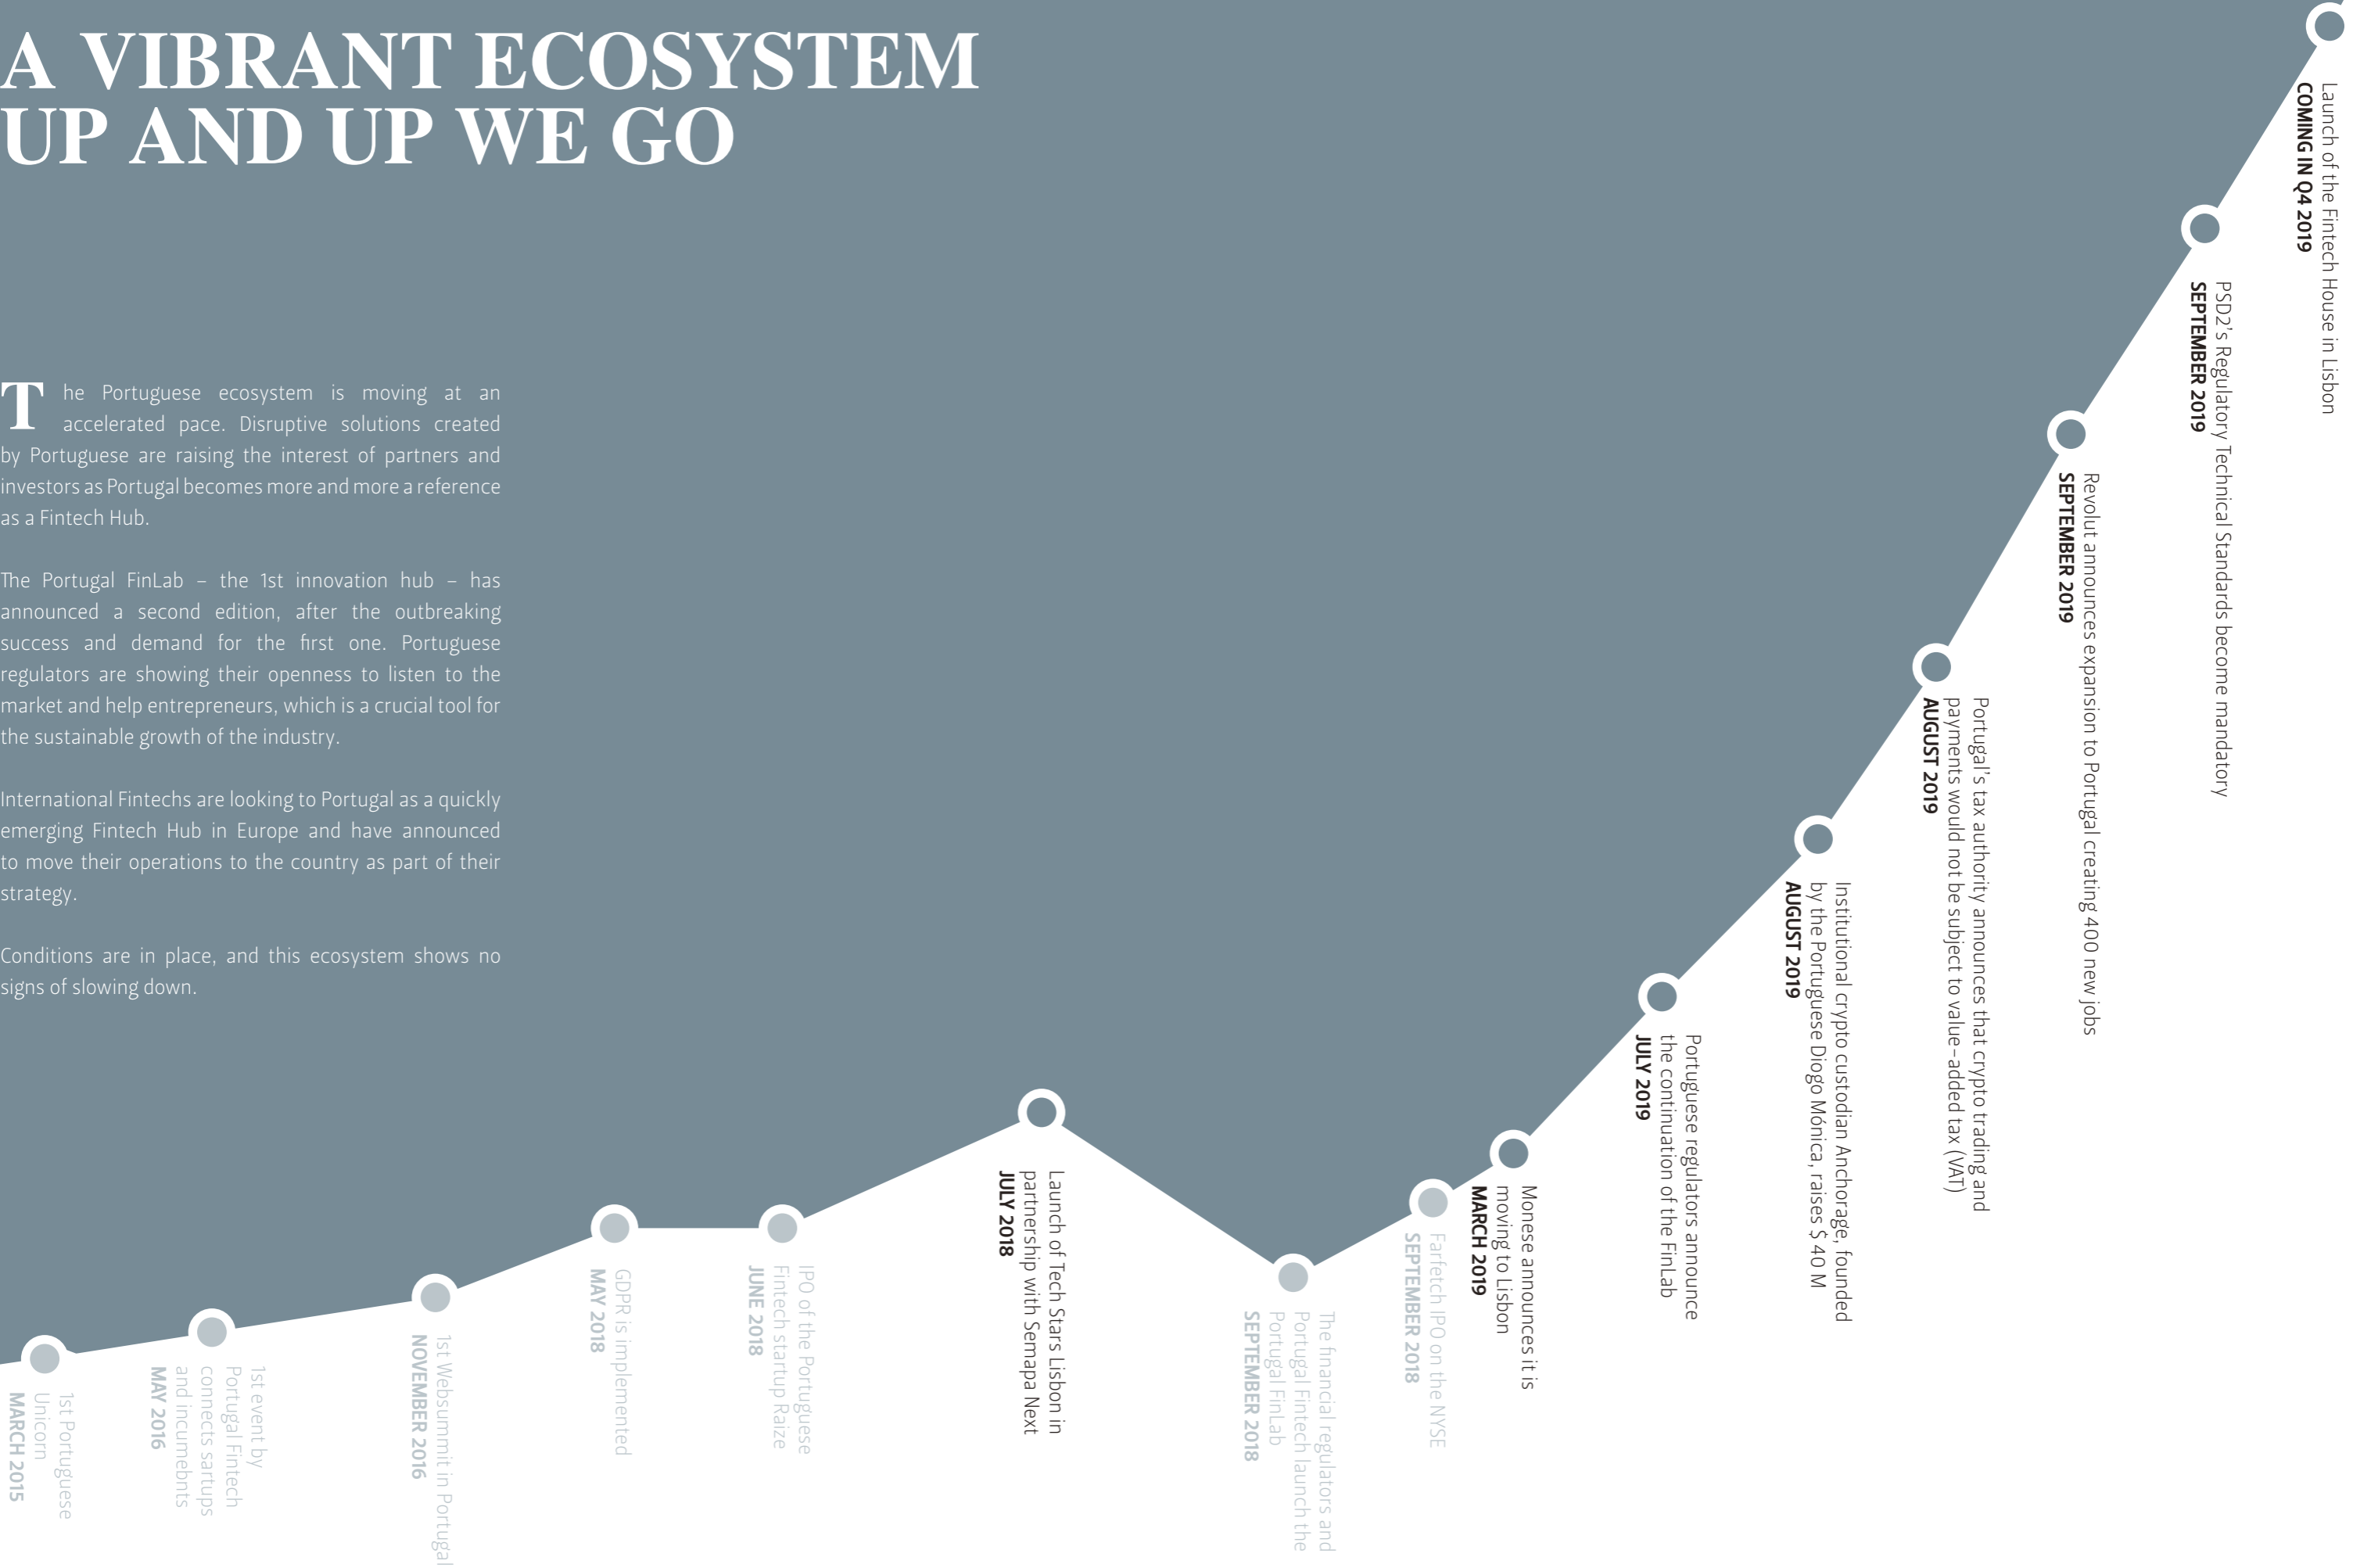 A VIBRANT ECOSYSTEM
UP AND UP WE GO
The Portuguese ecosystem is moving at an
accelerated pace. Disruptive solutions created
by Portuguese are raising the interest of partners and
investors as Portugal becomes more and more a reference
as a Fintech Hub.
The Portugal FinLab – the 1st innovation hub – has
announced a second edition, after the outbreaking
success and demand for the first one. Portuguese
regulators are showing their openness to listen to the
market and help entrepreneurs, which is a crucial tool for
the sustainable growth of the industry.
International Fintechs are looking to Portugal as a quickly
emerging Fintech Hub in Europe and have announced
to move their operations to the country as part of their
strategy.
Conditions are in place, and this ecosystem shows no
signs of slowing down.
1st Portuguese
Unicorn
MARCH 2015
1st event by
Portugal Fintech
connects sartups
and incumebnts
MAY 2016
1st Websummit in Portugal
NOVEMBER 2016
GDPR is implemented
MAY 2018
IPO of the Portuguese
Fintech startup Raize
JUNE 2018
Launch of Tech Stars Lisbon in
partnership with Semapa Next
JULY 2018
The financial regulators and
Portugal Fintech launch the
Portugal FinLab
SEPTEMBER 2018
Farfetch IPO on the NYSE
SEPTEMBER 2018
Monese announces it is
moving to Lisbon
MARCH 2019
Portuguese regulators announce
the continuation of the FinLab
JULY 2019
Institutional crypto custodian Anchorage, founded
by the Portuguese Diogo Mónica, raises $ 40 M
AUGUST 2019
Portugal's tax authority announces that crypto trading and
payments would not be subject to value-added tax (VAT)
AUGUST 2019
Revolut announces expansion to Portugal creating 400 new jobs
SEPTEMBER 2019
PSD2's Regulatory Technical Standards become mandatory
SEPTEMBER 2019
Launch of the Fintech House in Lisbon
COMING IN Q4 2019